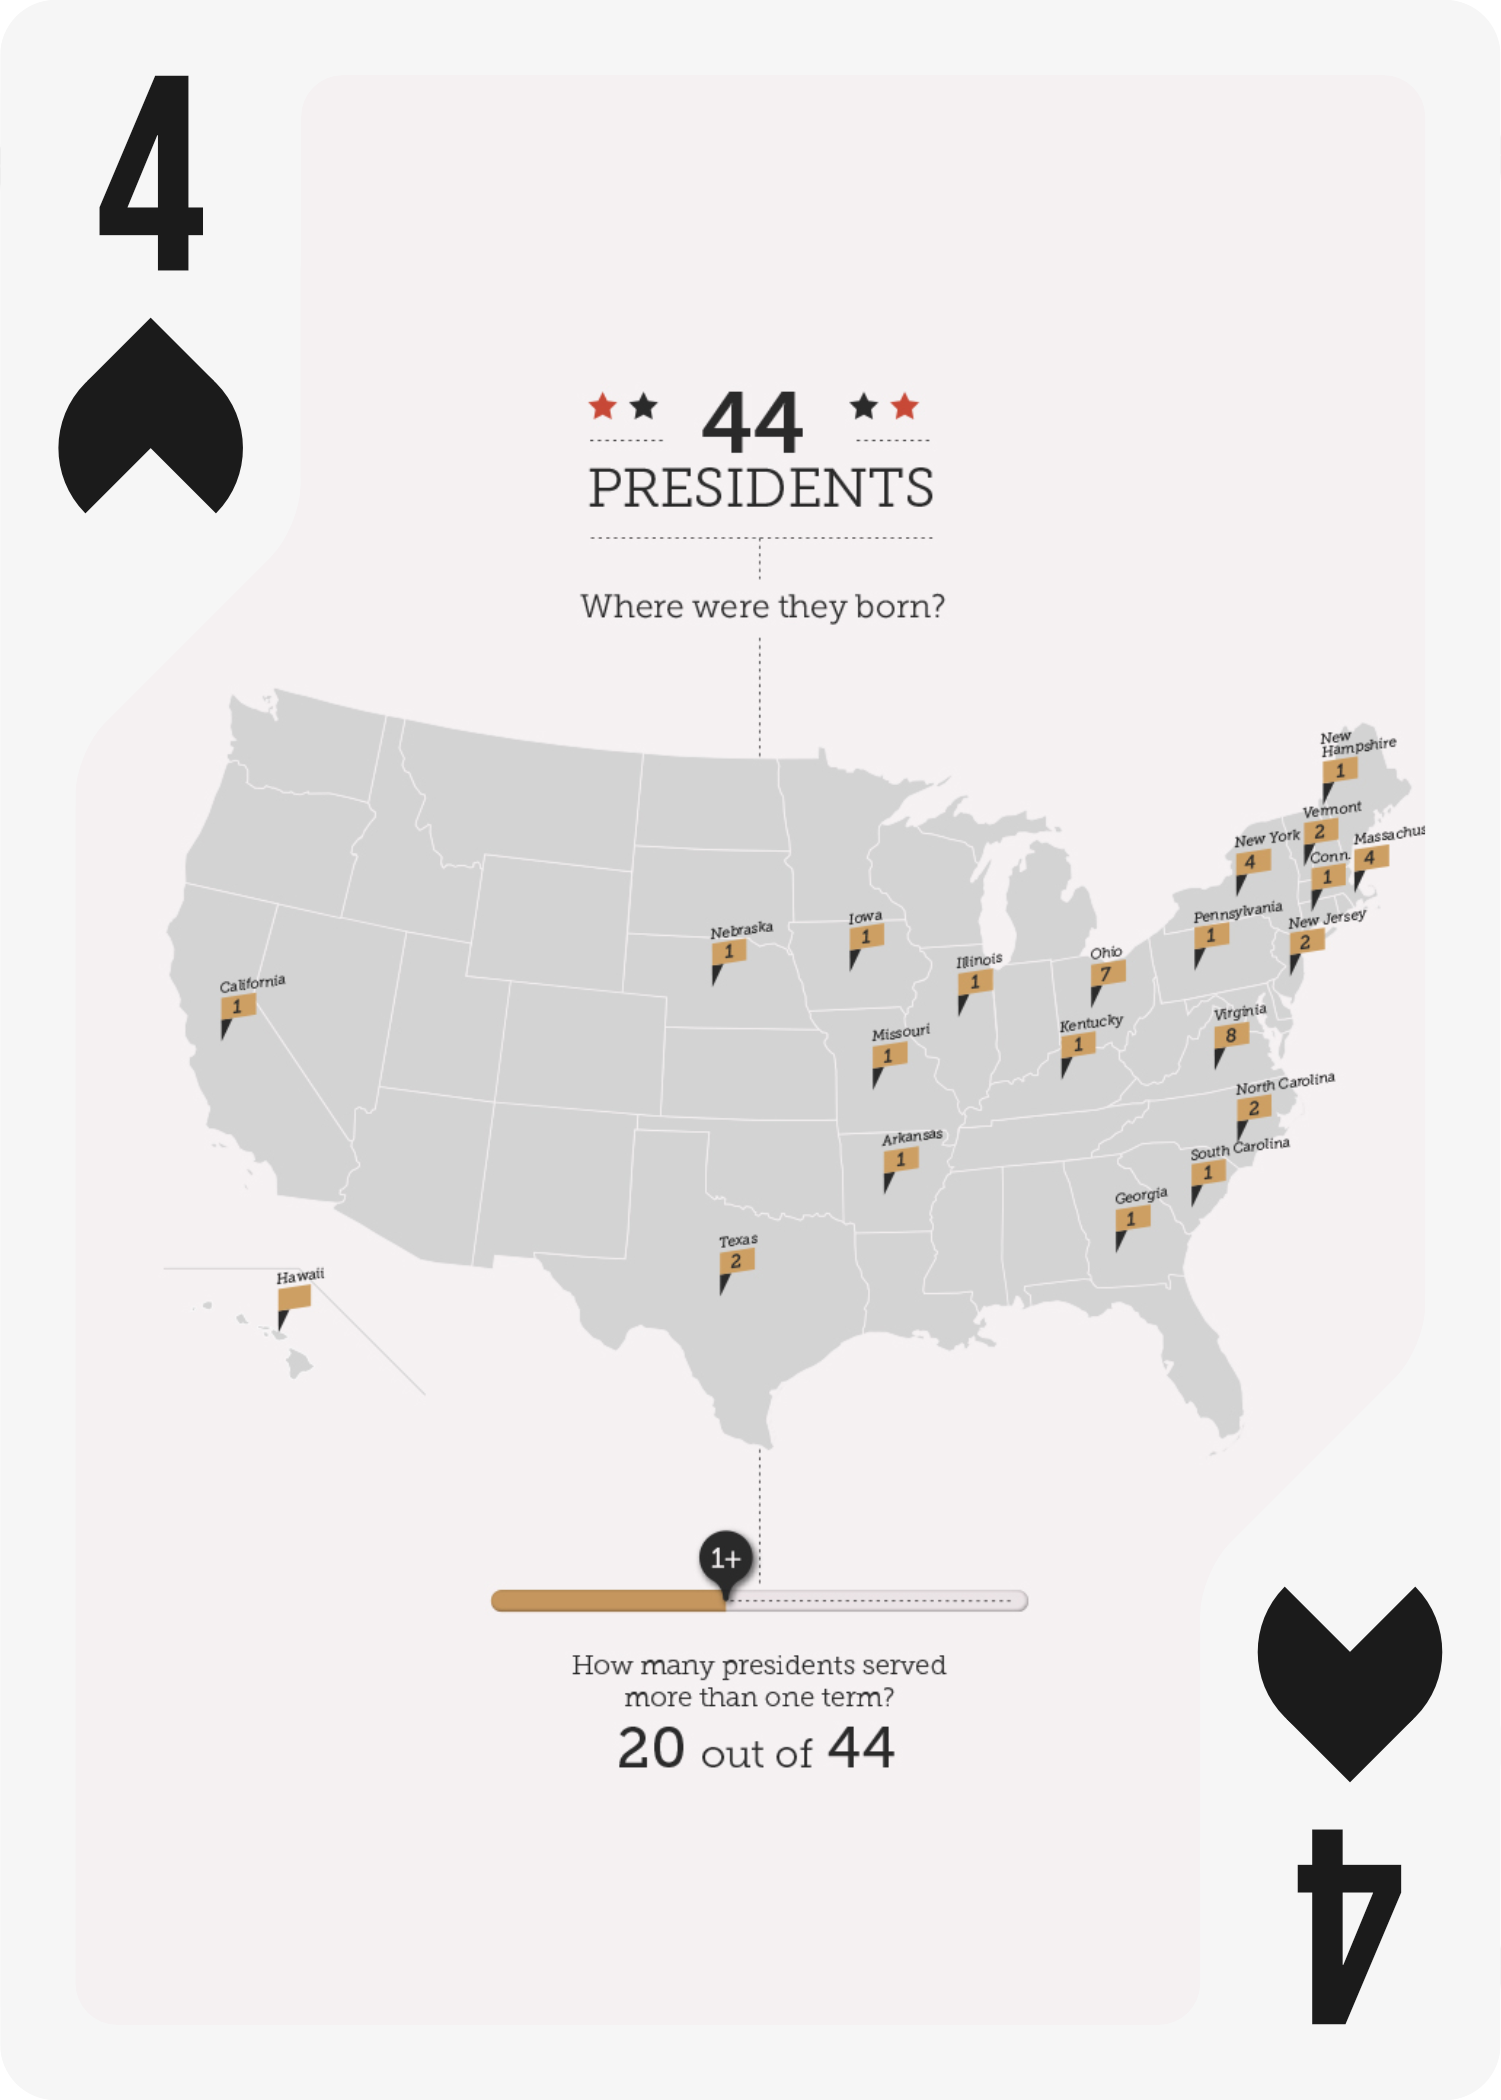 4
44
PRESIDENTS
Where were they born?
New
Hampshire
1
Vermont
2
New York
4
Massachus
4
Conn.
1
Pennsylvania
1
New Jersey
2
Nebraska
1
Iowa
1
Illinois
1
Ohio
7
California
1
Virginia
8
Missouri
1
Kentucky
1
North Carolina
2
Arkansas
1
South Carolina
1
Georgia
1
Texas
2
Hawaii
1+
How many presidents served
more than one term?
20 out of 44
4